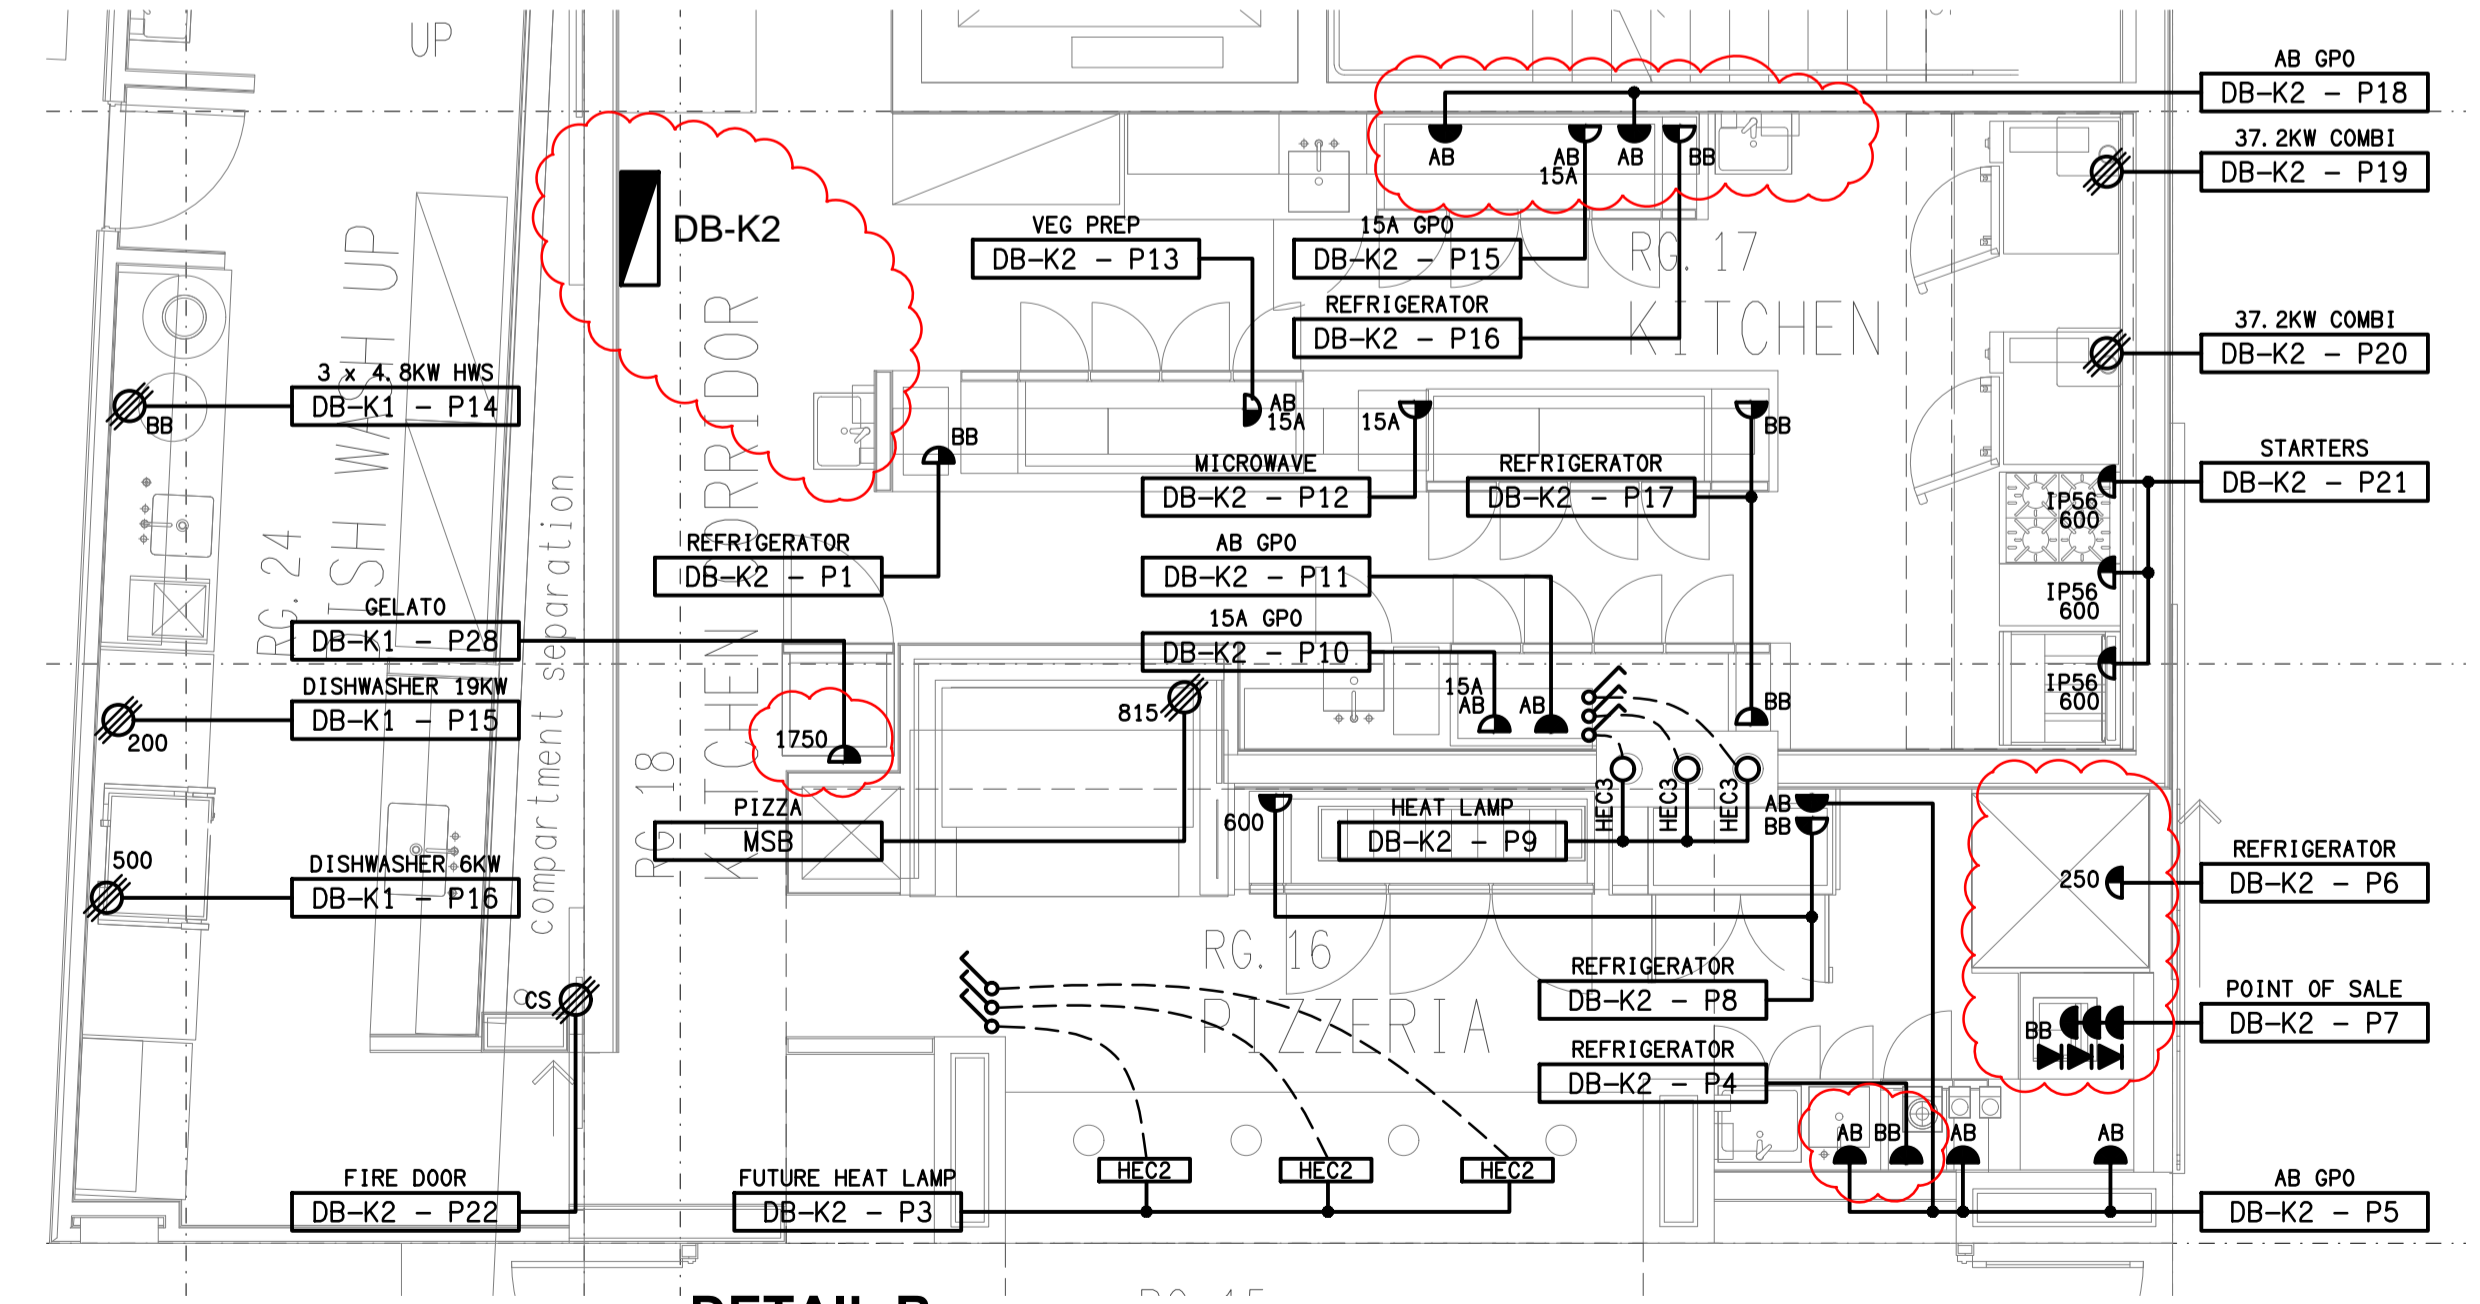 UP
AB GPO
DB-K2 - P18
37.2KW COMBI
DB-K2 - P19
AB
AB
15A
AB
BB
DB-K2
VEG PREP
DB-K2 - P13
15A GPO
DB-K2 - P15
RG. 17
KITCHEN
REFRIGERATOR
DB-K2 - P16
37.2KW COMBI
DB-K2 - P20
3 x 4.8KW HWS
DB-K1 - P14
BB
RG.24
DISH WASH UP
compartment separation
RG 18
KITCHEN CORRIDOR
BB
AB
15A
15A
BB
MICROWAVE
DB-K2 - P12
REFRIGERATOR
DB-K2 - P17
STARTERS
DB-K2 - P21
IP56
600
IP56
600
IP56
600
REFRIGERATOR
DB-K2 - P1
AB GPO
DB-K2 - P11
GELATO
DB-K1 - P28
15A GPO
DB-K2 - P10
DISHWASHER 19KW
DB-K1 - P15
200
1750
815
15A
AB
AB
BB
HEC3
HEC3
HEC3
PIZZA
MSB
600
HEAT LAMP
DB-K2 - P9
AB
BB
500
DISHWASHER 6KW
DB-K1 - P16
250
REFRIGERATOR
DB-K2 - P6
RG. 16
PIZZERIA
CS
REFRIGERATOR
DB-K2 - P8
BB
POINT OF SALE
DB-K2 - P7
REFRIGERATOR
DB-K2 - P4
AB
BB
AB
AB
HEC2
HEC2
HEC2
FIRE DOOR
DB-K2 - P22
FUTURE HEAT LAMP
DB-K2 - P3
AB GPO
DB-K2 - P5